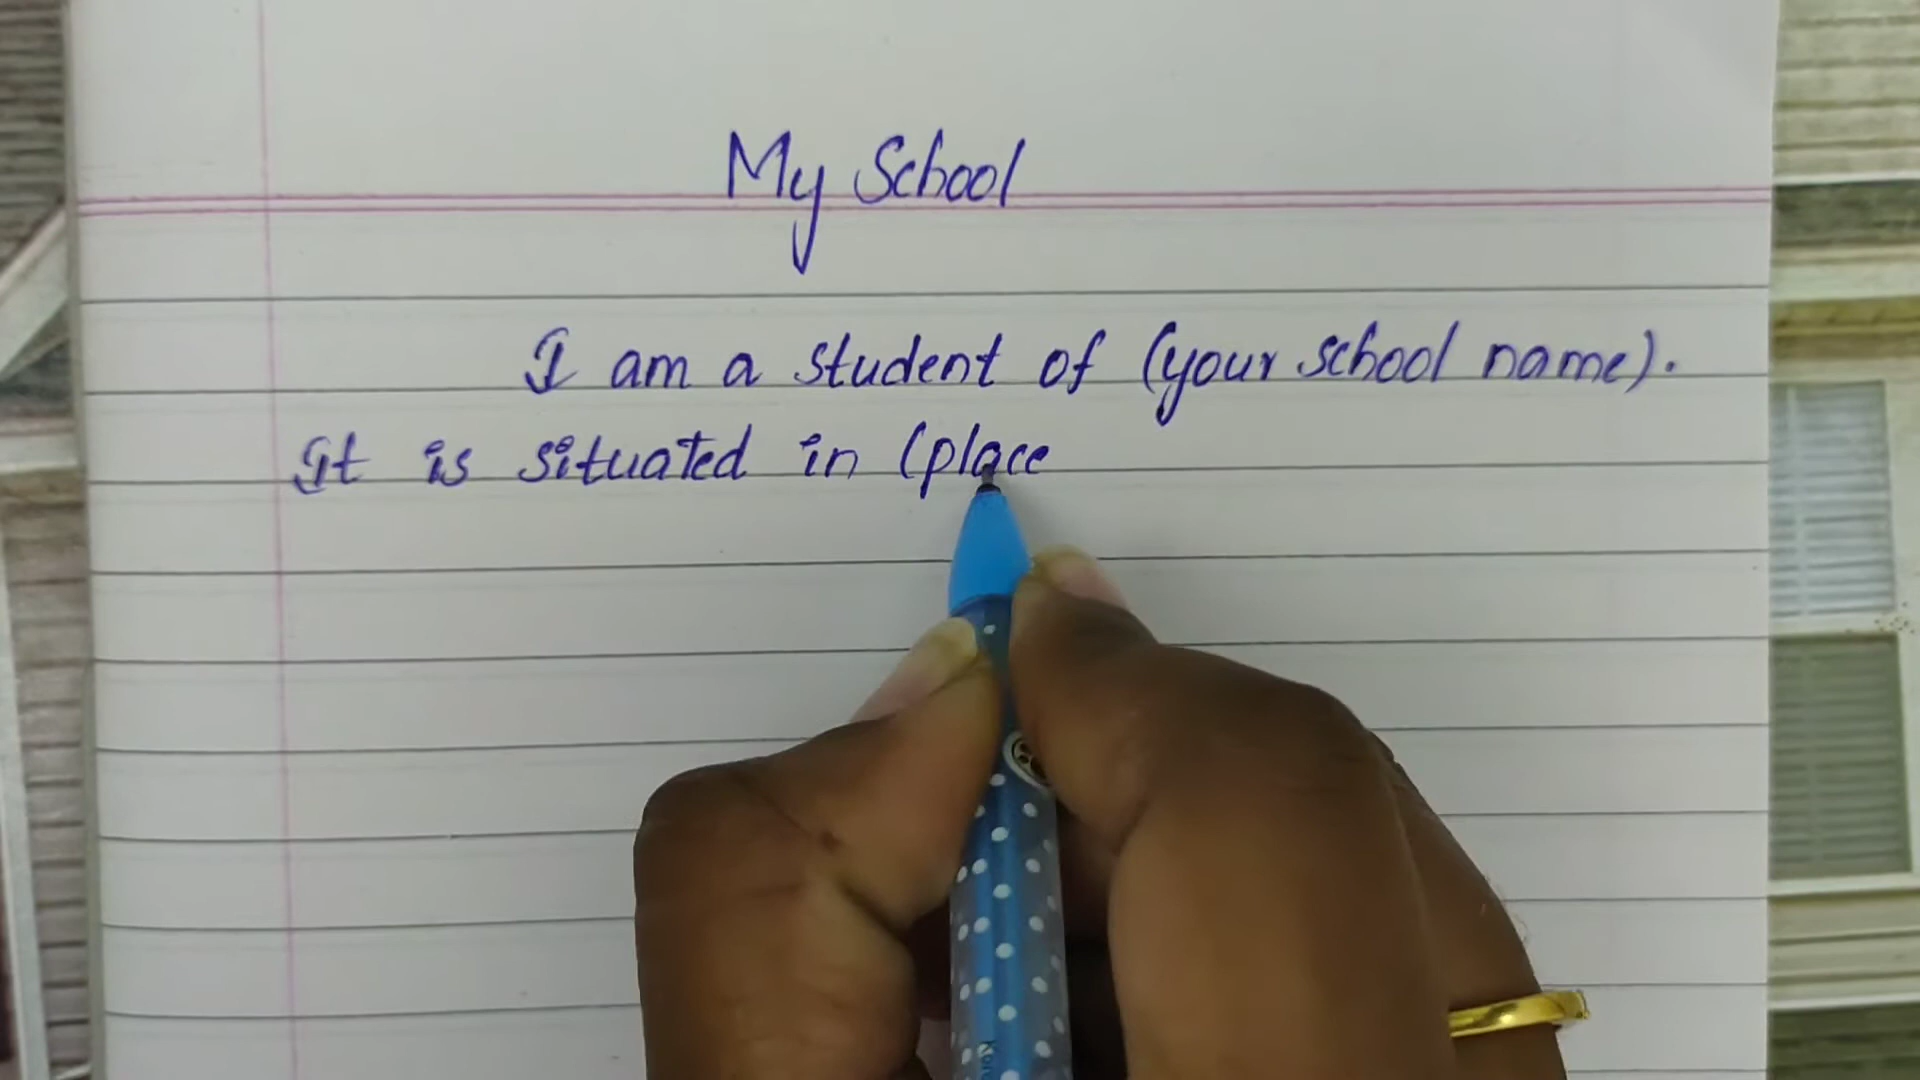 My School
I am a student of (your school name).
It is situated in (place